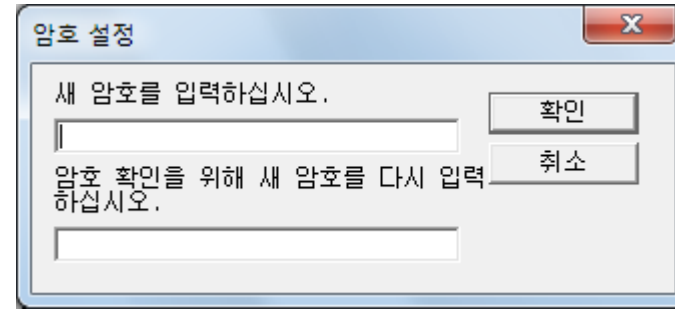 암호 설정
새 암호를 입력하십시오.
확인
암호 확인을 위해 새 암호를 다시 입력
하십시오.
취소